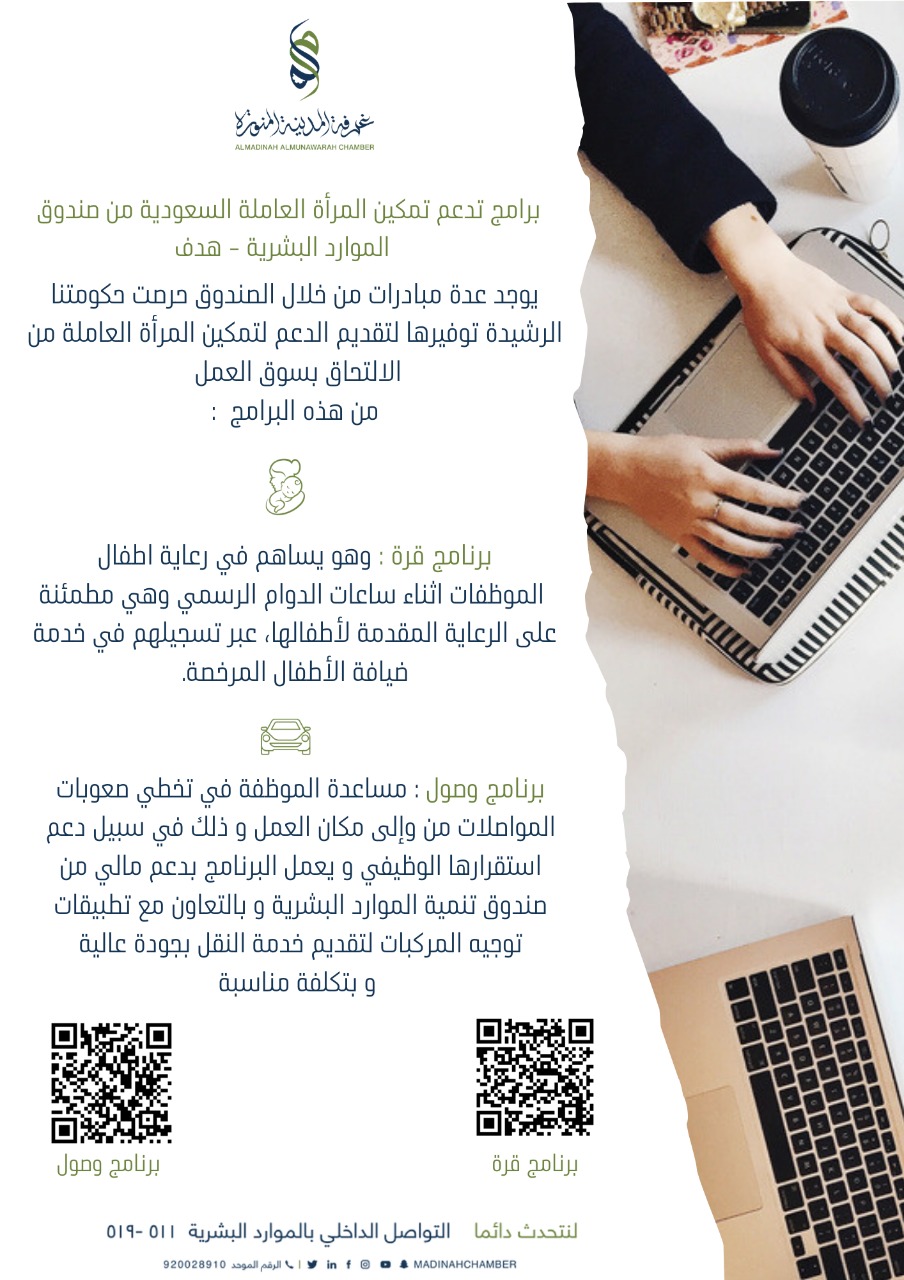 غرفة المدينة المنورة
ALMADINAH ALMUNAWARAH CHAMBER
برامج تدعم تمكين المرأة العاملة السعودية من صندوق
الموارد البشرية - هدف
يوجد عدة مبادرات من خلال الصندوق حرصت حكومتنا
الرشيدة توفيرها لتقديم الدعم لتمكين المرأة العاملة من
الالتحاق بسوق العمل
من هذه البرامج :
برنامج قرة : وهو يساهم في رعاية اطفال
الموظفات اثناء ساعات الدوام الرسمي وهي مطمئنة
على الرعاية المقدمة لأطفالها، عبر تسجيلهم في خدمة
ضيافة الأطفال المرخصة.
برنامج وصول : مساعدة الموظفة في تخطي صعوبات
المواصلات من وإلى مكان العمل و ذلك في سبيل دعم
استقرارها الوظيفي و يعمل البرنامج بدعم مالي من
صندوق تنمية الموارد البشرية و بالتعاون مع تطبيقات
توجيه المركبات لتقديم خدمة النقل بجودة عالية
و بتكلفة مناسبة
برنامج قرة
برنامج وصول
لنتحدث دائما التواصل الداخلي بالموارد البشرية ٥١١ -٥١٩
920028910 الرقم الموحد | MADINAHCHAMBER